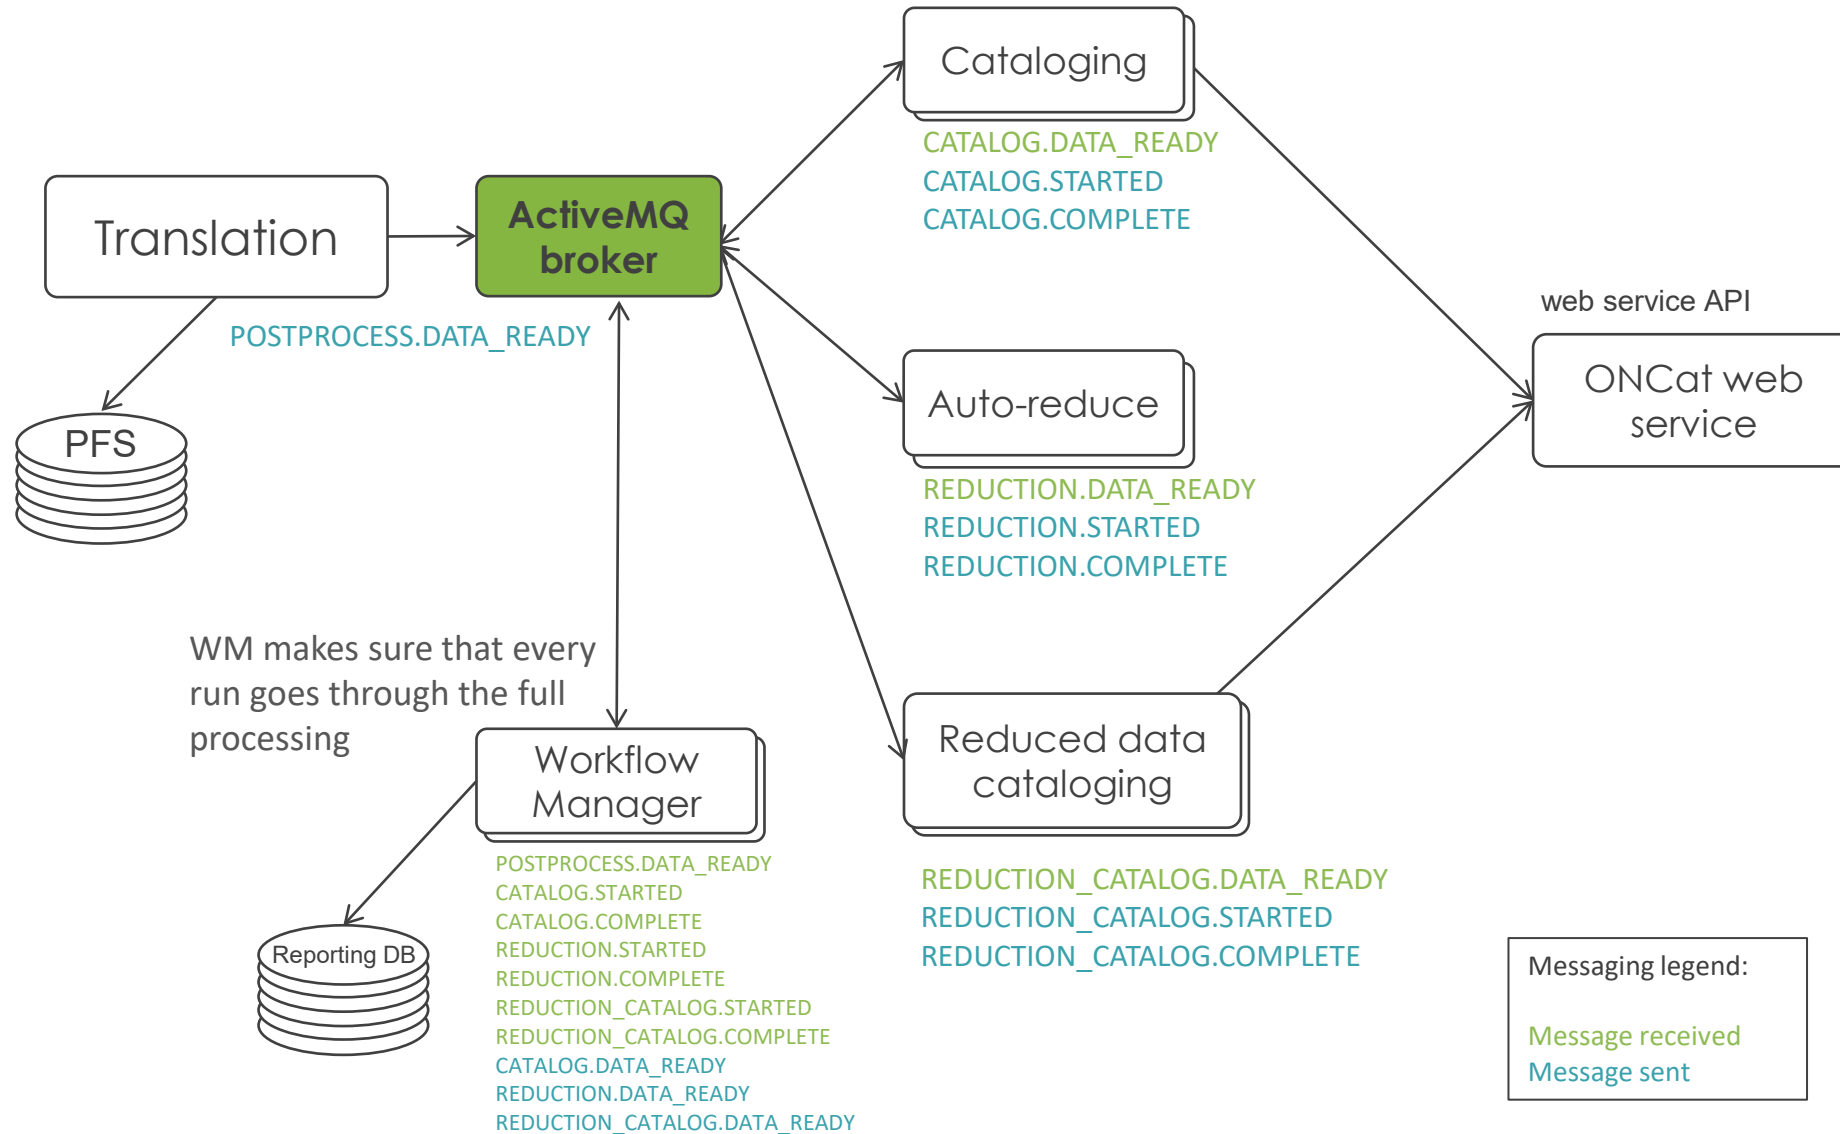 Cataloging
CATALOG.DATA_READY
CATALOG.STARTED
CATALOG.COMPLETE
Translation
ActiveMQ
broker
POSTPROCESS.DATA_READY
PFS
web service API
ONCat web
service
Auto-reduce
REDUCTION.DATA_READY
REDUCTION.STARTED
REDUCTION.COMPLETE
WM makes sure that every
run goes through the full
processing
Workflow
Manager
POSTPROCESS.DATA_READY
CATALOG.STARTED
CATALOG.COMPLETE
REDUCTION.STARTED
REDUCTION.COMPLETE
REDUCTION_CATALOG.STARTED
REDUCTION_CATALOG.COMPLETE
CATALOG.DATA_READY
REDUCTION.DATA_READY
REDUCTION_CATALOG.DATA_READY
Reporting DB
Reduced data
cataloging
REDUCTION_CATALOG.DATA_READY
REDUCTION_CATALOG.STARTED
REDUCTION_CATALOG.COMPLETE
Messaging legend:
Message received
Message sent